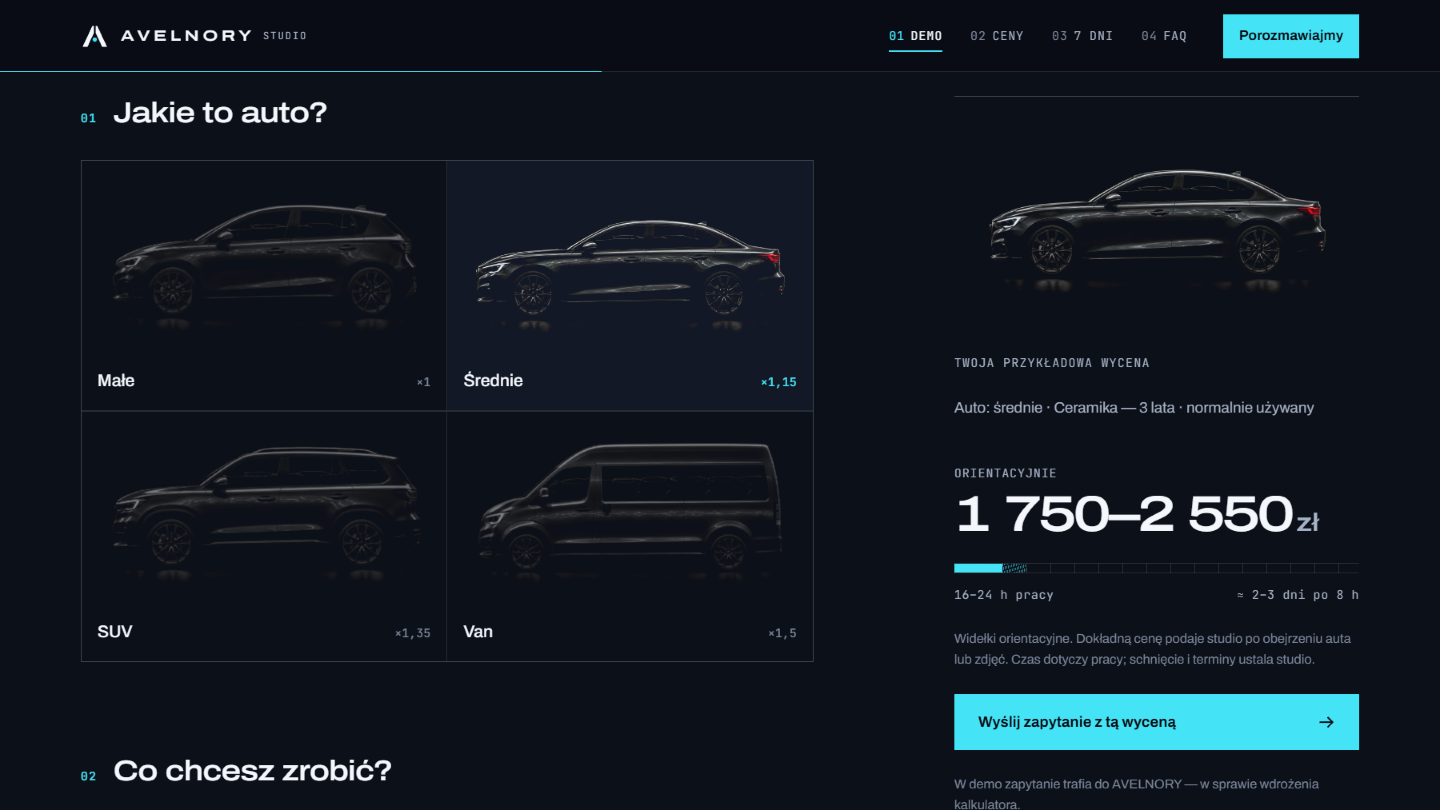 AVELNORY STUDIO
01 DEMO 02 CENY 03 7 DNI 04 FAQ Porozmawiajmy
01 Jakie to auto?
Małe ×1
Średnie ×1,15
SUV ×1,35
Van ×1,5
02 Co chcesz zrobić?
TWOJA PRZYKŁADOWA WYCENA
Auto: średnie · Ceramika — 3 lata · normalnie używany
ORIENTACYJNIE
1 750–2 550 zł
16–24 h pracy ≈ 2–3 dni po 8 h
Widełki orientacyjne. Dokładną cenę podaje studio po obejrzeniu auta
lub zdjęć. Czas dotyczy pracy; schnięcie i terminy ustala studio.
Wyślij zapytanie z tą wyceną →
W demo zapytanie trafia do AVELNORY — w sprawie wdrożenia
kalkulatora.